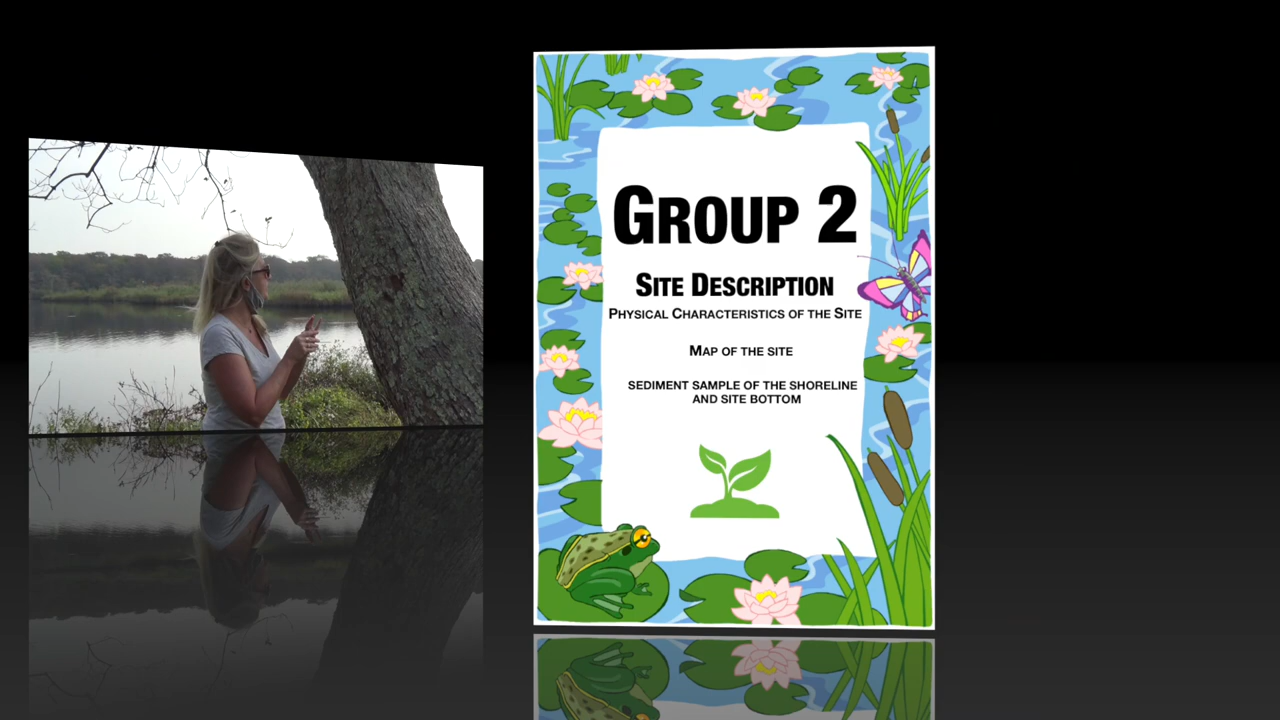 Group 2
Site Description
Physical Characteristics of the Site
Map of the site
sediment sample of the shoreline
and site bottom